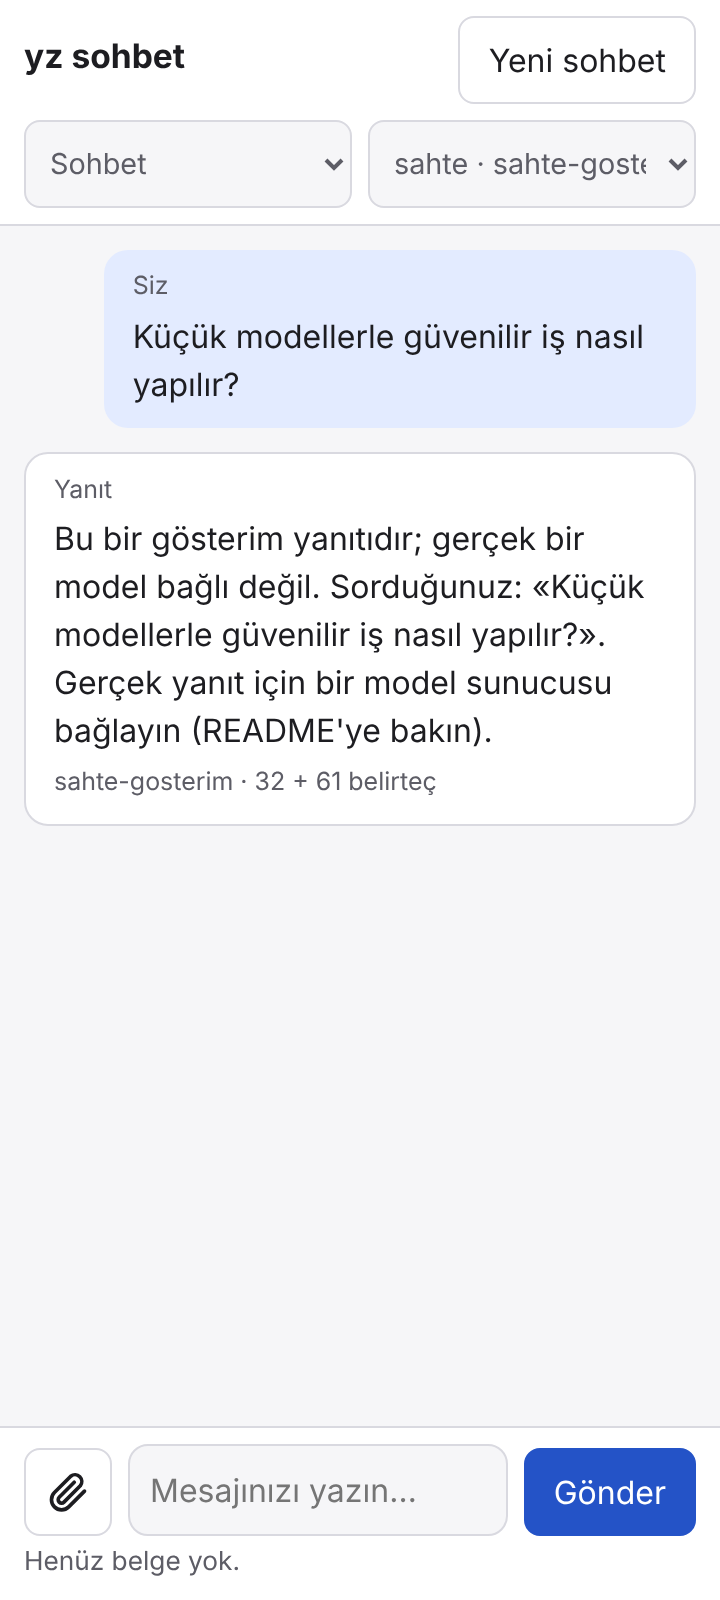 yz sohbet
Yeni sohbet
Sohbet
sahte · sahte-goste
Siz
Küçük modellerle güvenilir iş nasıl
yapılır?
Yanıt
Bu bir gösterim yanıtıdır; gerçek bir
model bağlı değil. Sorduğunuz: «Küçük
modellerle güvenilir iş nasıl yapılır?».
Gerçek yanıt için bir model sunucusu
bağlayın (README'ye bakın).
sahte-gosterim · 32 + 61 belirteç
Mesajınızı yazın...
Gönder
Henüz belge yok.